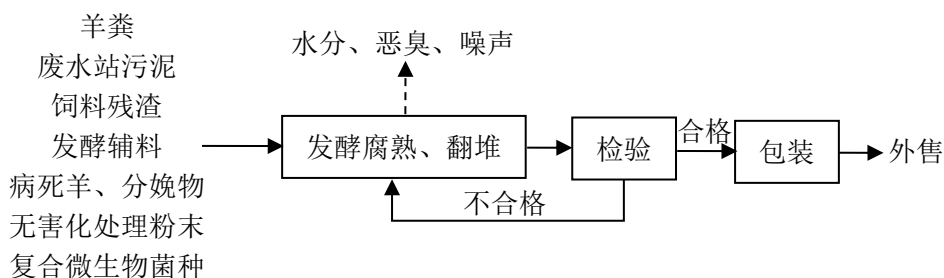 羊粪
废水站污泥
饲料残渣
发酵辅料
病死羊、分娩物
无害化处理粉末
复合微生物菌种
水分、恶臭、噪声
发酵腐熟、翻堆
检验
合格
包装
外售
不合格